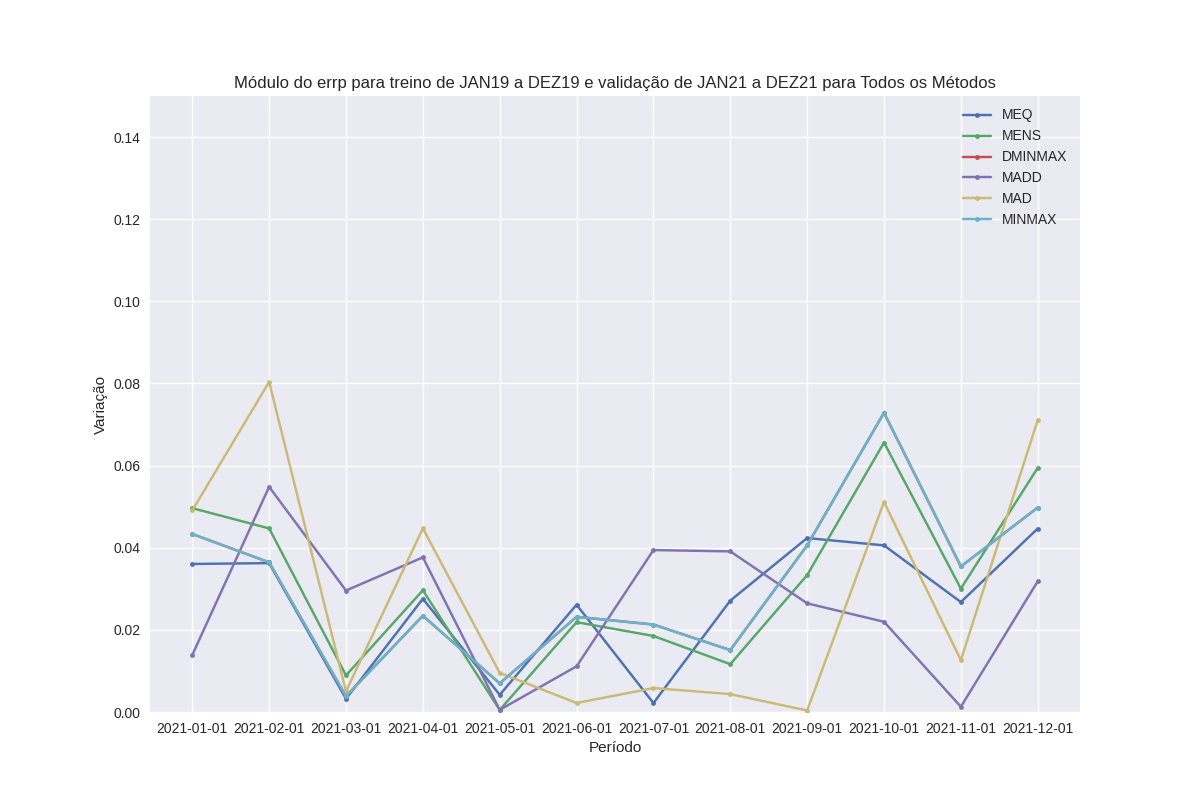 Módulo do errp para treino de JAN19 a DEZ19 e validação de JAN21 a DEZ21 para Todos os Métodos
MEQ
MENS
DMINMAX
MADD
MAD
MINMAX
0.14
0.12
0.10
0.08
0.06
0.04
0.02
0.00
Variação
2021-01-01 2021-02-01 2021-03-01 2021-04-01 2021-05-01 2021-06-01 2021-07-01 2021-08-01 2021-09-01 2021-10-01 2021-11-01 2021-12-01
Período